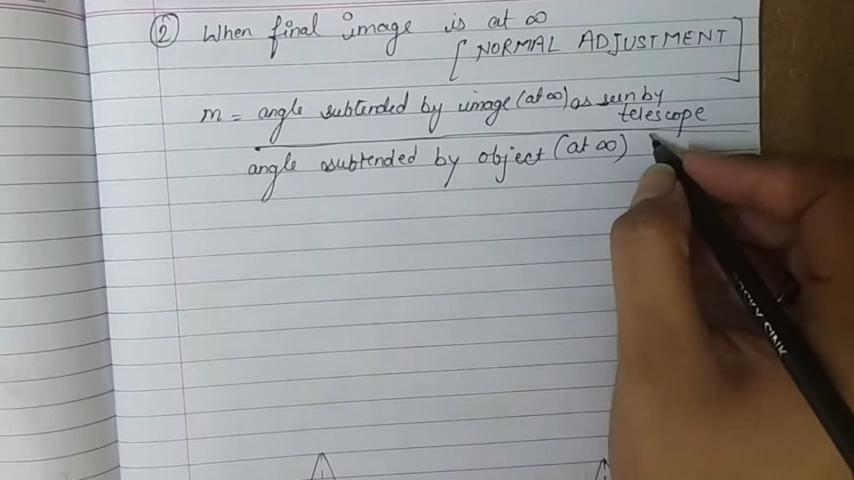 ② When final image is at ∞
[NORMAL ADJUSTMENT]
m = angle subtended by image (at ∞) as seen by
telescope
angle subtended by object (at ∞)